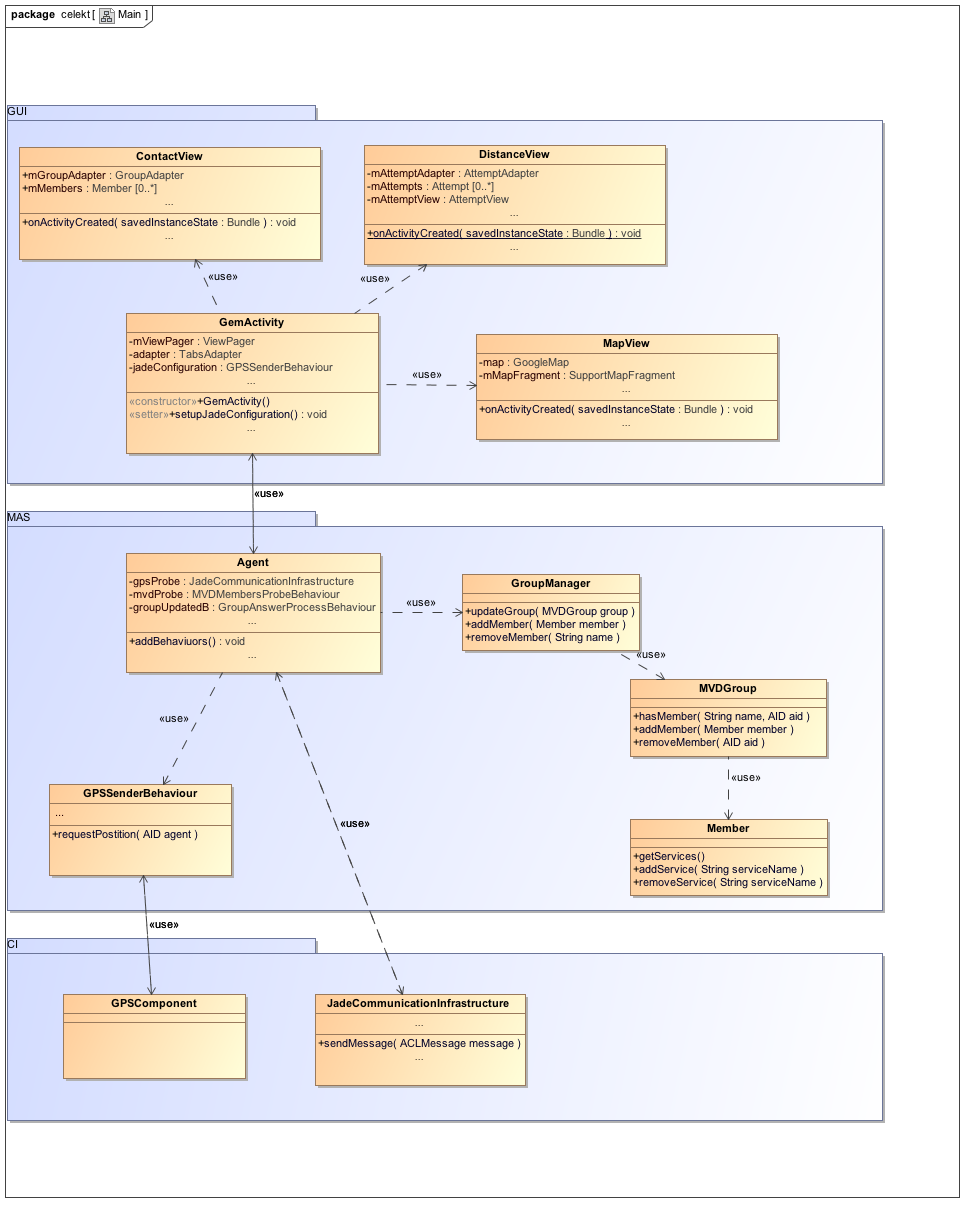 package celekt [ Main ]
GUI
ContactView
+mGroupAdapter : GroupAdapter
+mMembers : Member [0..*]
...
+onActivityCreated( savedInstanceState : Bundle ) : void
...
DistanceView
-mAttemptAdapter : AttemptAdapter
-mAttempts : Attempt [0..*]
-mAttemptView : AttemptView
...
+onActivityCreated( savedInstanceState : Bundle ) : void
...
«use»
«use»
GemActivity
-mViewPager : ViewPager
-adapter : TabsAdapter
-jadeConfiguration : GPSSenderBehaviour
...
«constructor»+GemActivity()
«setter»+setupJadeConfiguration() : void
...
«use»
MapView
-map : GoogleMap
-mMapFragment : SupportMapFragment
...
+onActivityCreated( savedInstanceState : Bundle ) : void
...
«use»
MAS
Agent
-gpsProbe : JadeCommunicationInfrastructure
-mvdProbe : MVDMembersProbeBehaviour
-groupUpdatedB : GroupAnswerProcessBehaviour
...
+addBehaviuors() : void
...
«use»
GroupManager
+updateGroup( MVDGroup group )
+addMember( Member member )
+removeMember( String name )
«use»
MVDGroup
+hasMember( String name, AID aid )
+addMember( Member member )
+removeMember( AID aid )
«use»
«use»
GPSSenderBehaviour
...
+requestPostition( AID agent )
«use»
Member
+getServices()
+addService( String serviceName )
+removeService( String serviceName )
«use»
CI
GPSComponent
JadeCommunicationInfrastructure
...
+sendMessage( ACLMessage message )
...